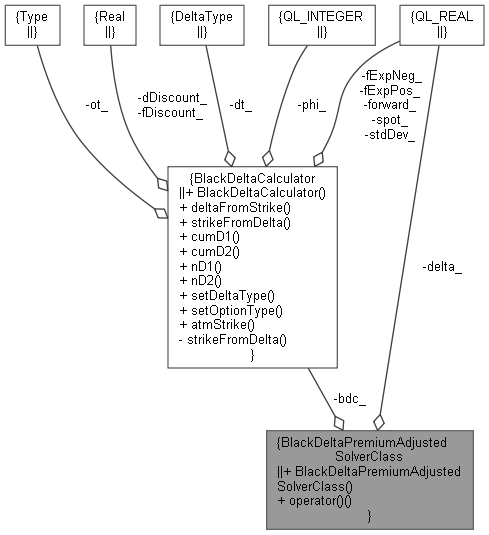 {Type
||}
{Real
||}
{DeltaType
||}
{QL_INTEGER
||}
{QL_REAL
||}
-ot_
-dDiscount_
-fDiscount_
-dt_
-phi_
-fExpNeg_
-fExpPos_
-forward_
-spot_
-stdDev_
{BlackDeltaCalculator
||+ BlackDeltaCalculator()
+ deltaFromStrike()
+ strikeFromDelta()
+ cumD1()
+ cumD2()
+ nD1()
+ nD2()
+ setDeltaType()
+ setOptionType()
+ atmStrike()
- strikeFromDelta()
}
-delta_
-bdc_
{BlackDeltaPremiumAdjusted
SolverClass
||+ BlackDeltaPremiumAdjusted
SolverClass()
+ operator()()
}